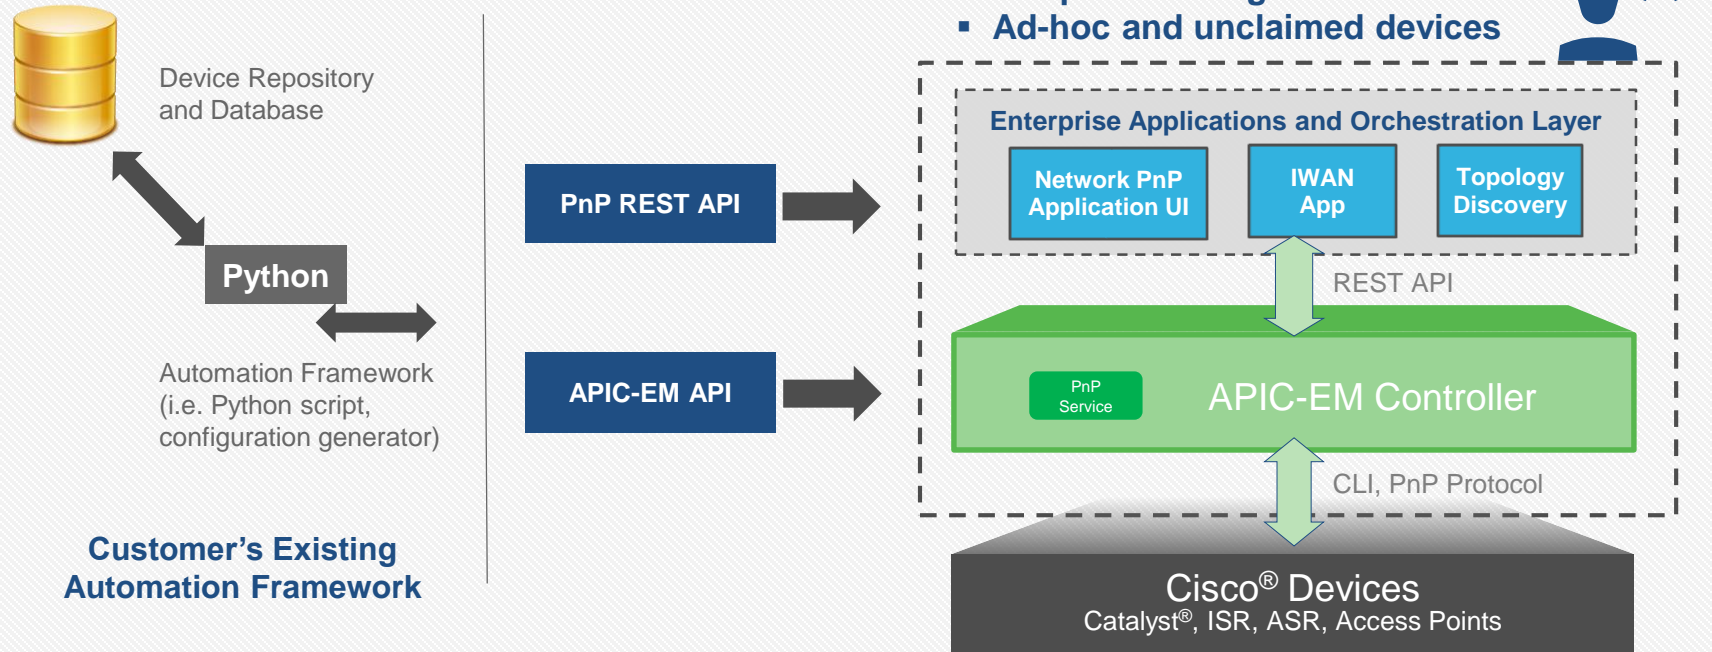 ▪ Ad-hoc and unclaimed devices
Device Repository
and Database
Python
Automation Framework
(i.e. Python script,
configuration generator)
Customer’s Existing
Automation Framework
PnP REST API
APIC-EM API
Enterprise Applications and Orchestration Layer
Network PnP
Application UI
IWAN
App
Topology
Discovery
REST API
PnP
Service
APIC-EM Controller
CLI, PnP Protocol
Cisco® Devices
Catalyst®, ISR, ASR, Access Points